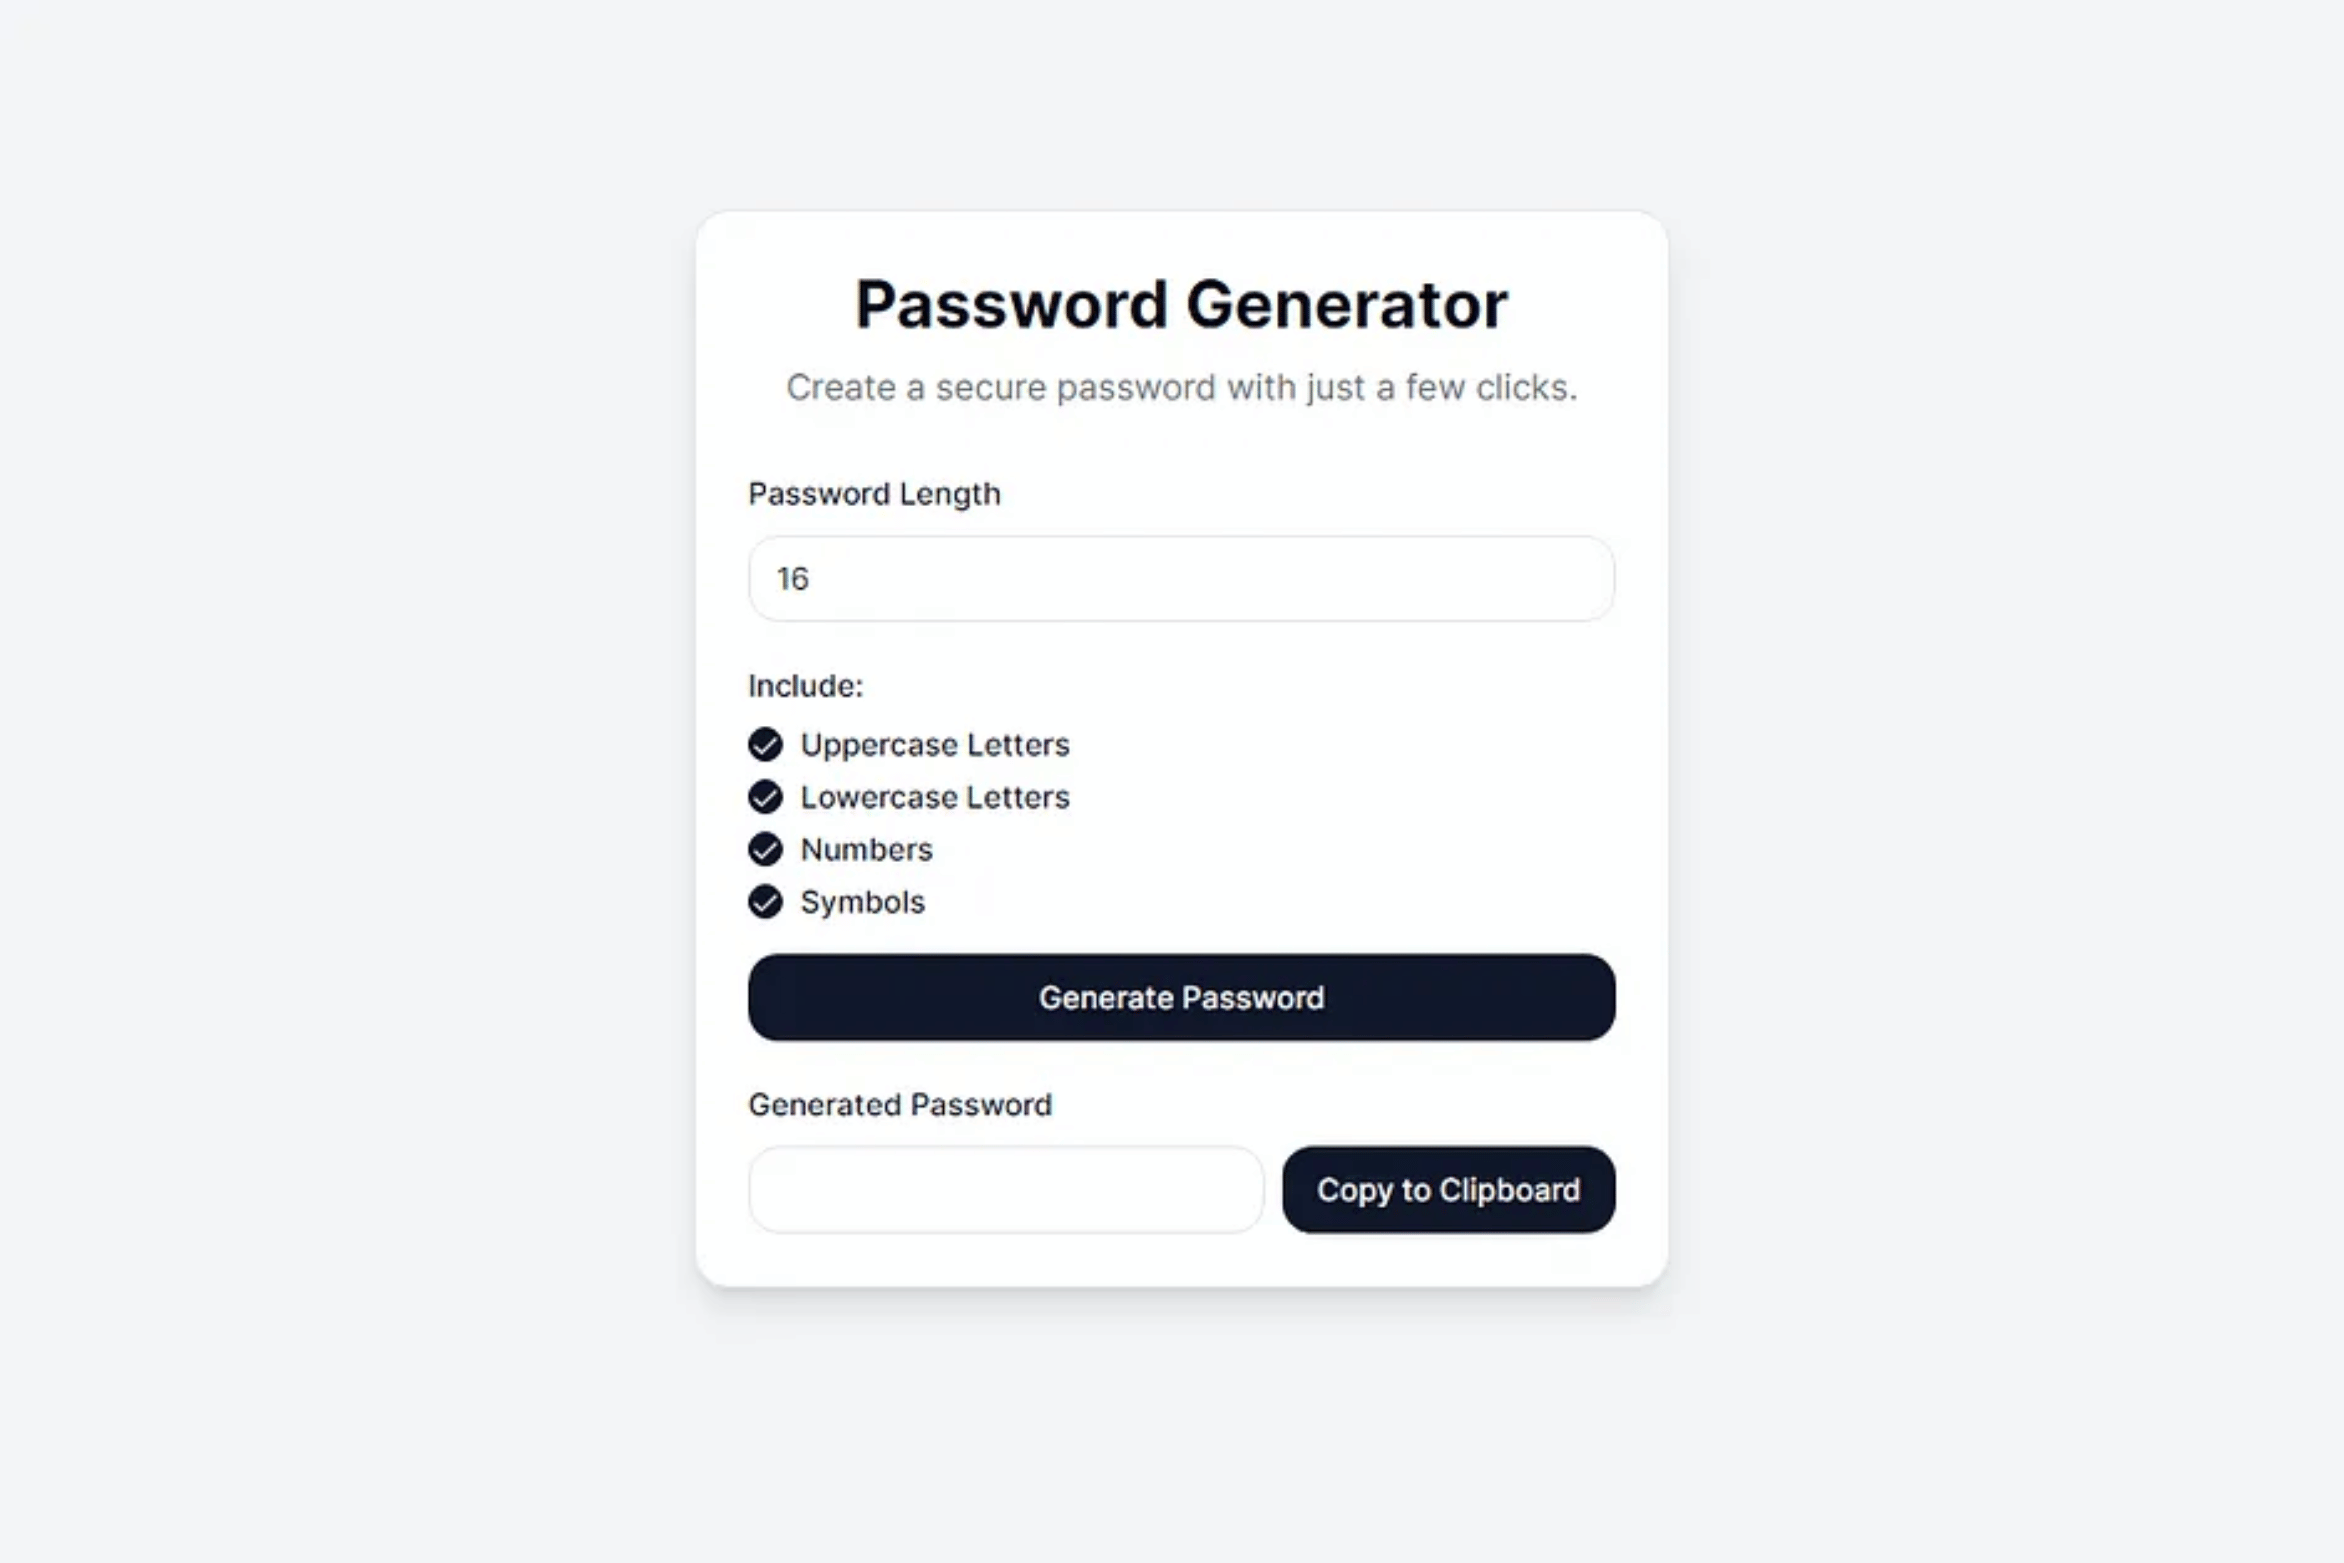 Password Generator
Create a secure password with just a few clicks.
Password Length
16
Include:
Uppercase Letters
Lowercase Letters
Numbers
Symbols
Generate Password
Generated Password
Copy to Clipboard